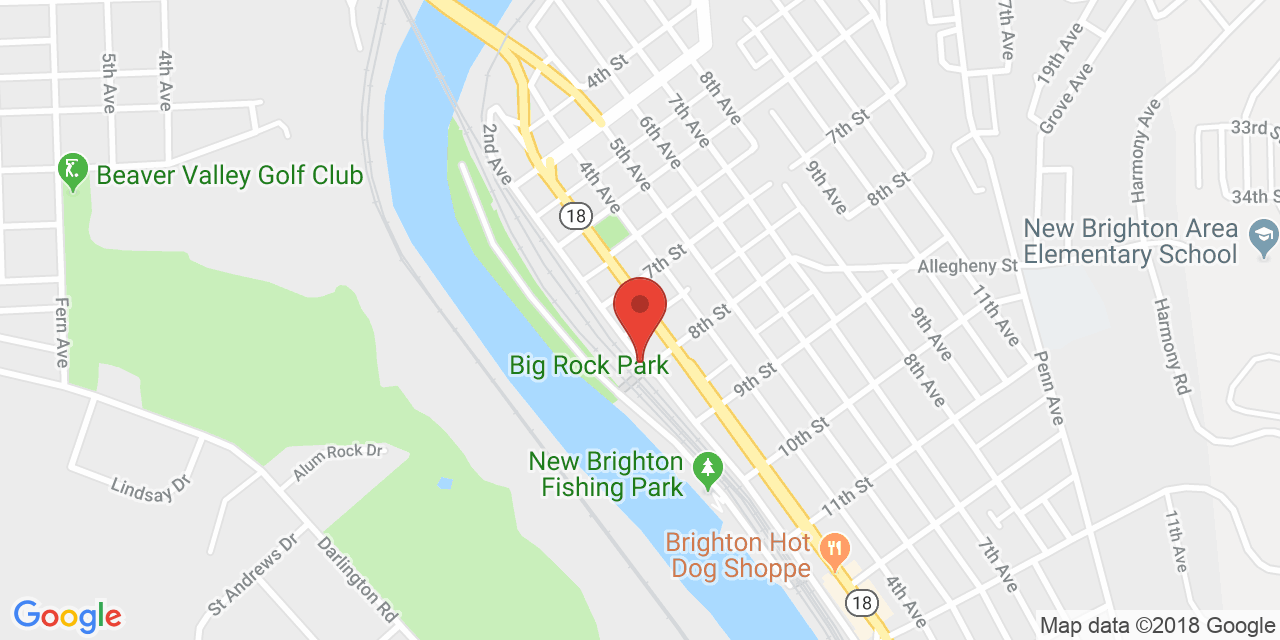 7th Ave
19th Ave
Grove Ave
5th Ave
4th Ave
4th St
8th Ave
7th Ave
6th Ave
5th Ave
4th Ave
7th St
Harmony Ave
33rd
34th S
2nd Ave
Beaver Valley Golf Club
9th Ave
8th St
18
New Brighton Area
Elementary School
Allegheny St
7th St
11th Ave
9th Ave
Fern Ave
8th St
Harmony Rd
Big Rock Park
8th Ave
Penn Ave
9th St
10th St
Alum Rock Dr
Lindsay Dr
New Brighton
Fishing Park
11th St
St Andrews Dr
Darlington Rd
Brighton Hot
Dog Shoppe
7th Ave
11th Ave
4th Ave
18
Google
Map data ©2018 Google